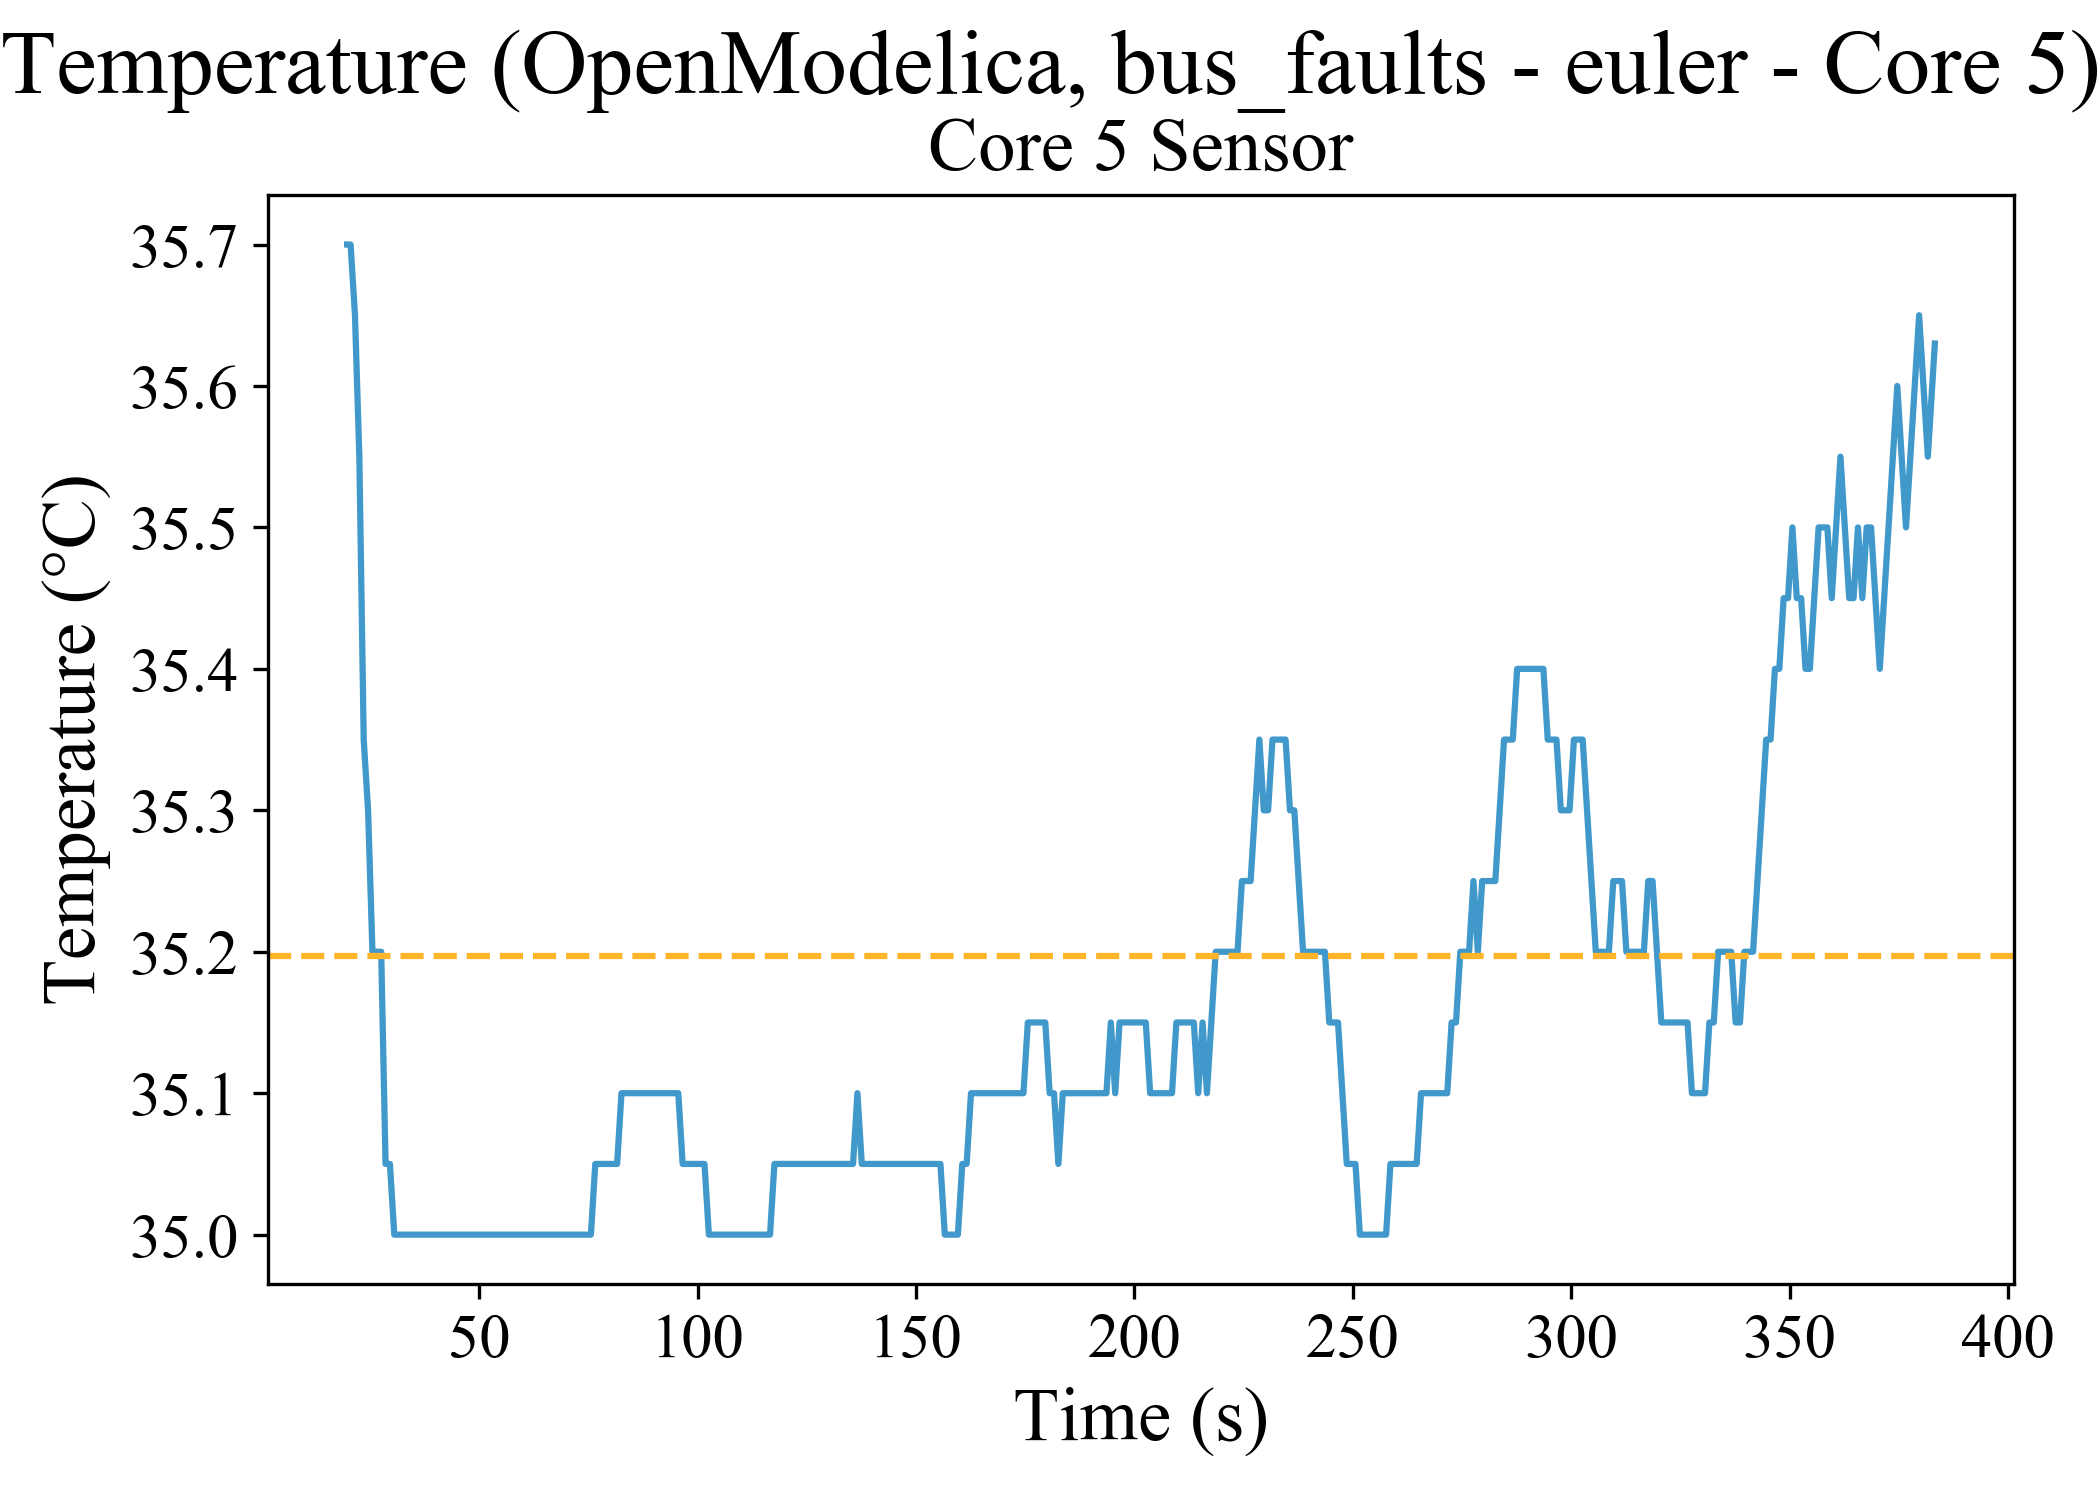 Temperature (OpenModelica, bus_faults - euler - Core 5)
Core 5 Sensor
Temperature (°C)
35.7
35.6
35.5
35.4
35.3
35.2
35.1
35.0
50 100 150 200 250 300 350 400
Time (s)